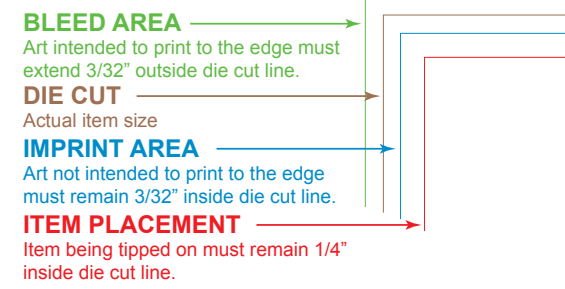 BLEED AREA
Art intended to print to the edge must
extend 3/32” outside die cut line.
DIE CUT
Actual item size
IMPRINT AREA
Art not intended to print to the edge
must remain 3/32” inside die cut line.
ITEM PLACEMENT
Item being tipped on must remain 1/4”
inside die cut line.